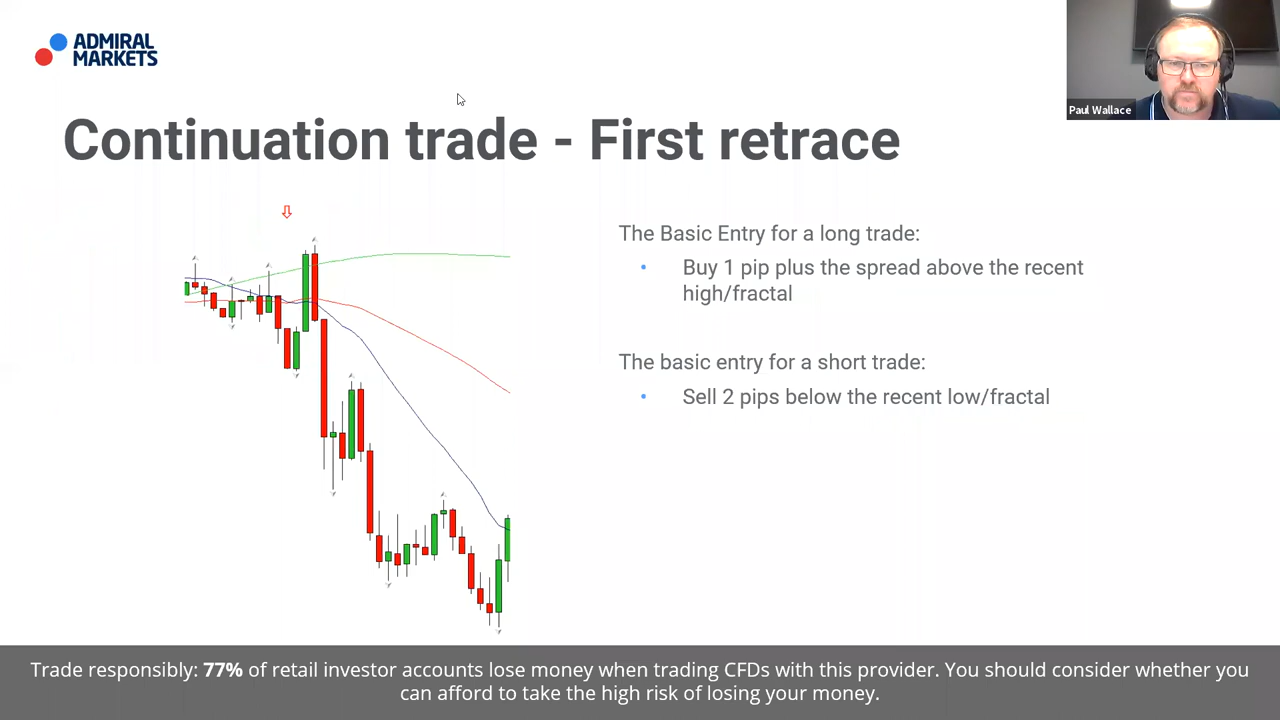 ADMIRAL
MARKETS
Paul Wallace
Continuation trade - First retrace
The Basic Entry for a long trade:
• Buy 1 pip plus the spread above the recent
high/fractal
The basic entry for a short trade:
• Sell 2 pips below the recent low/fractal
Trade responsibly: 77% of retail investor accounts lose money when trading CFDs with this provider. You should consider whether you
can afford to take the high risk of losing your money.